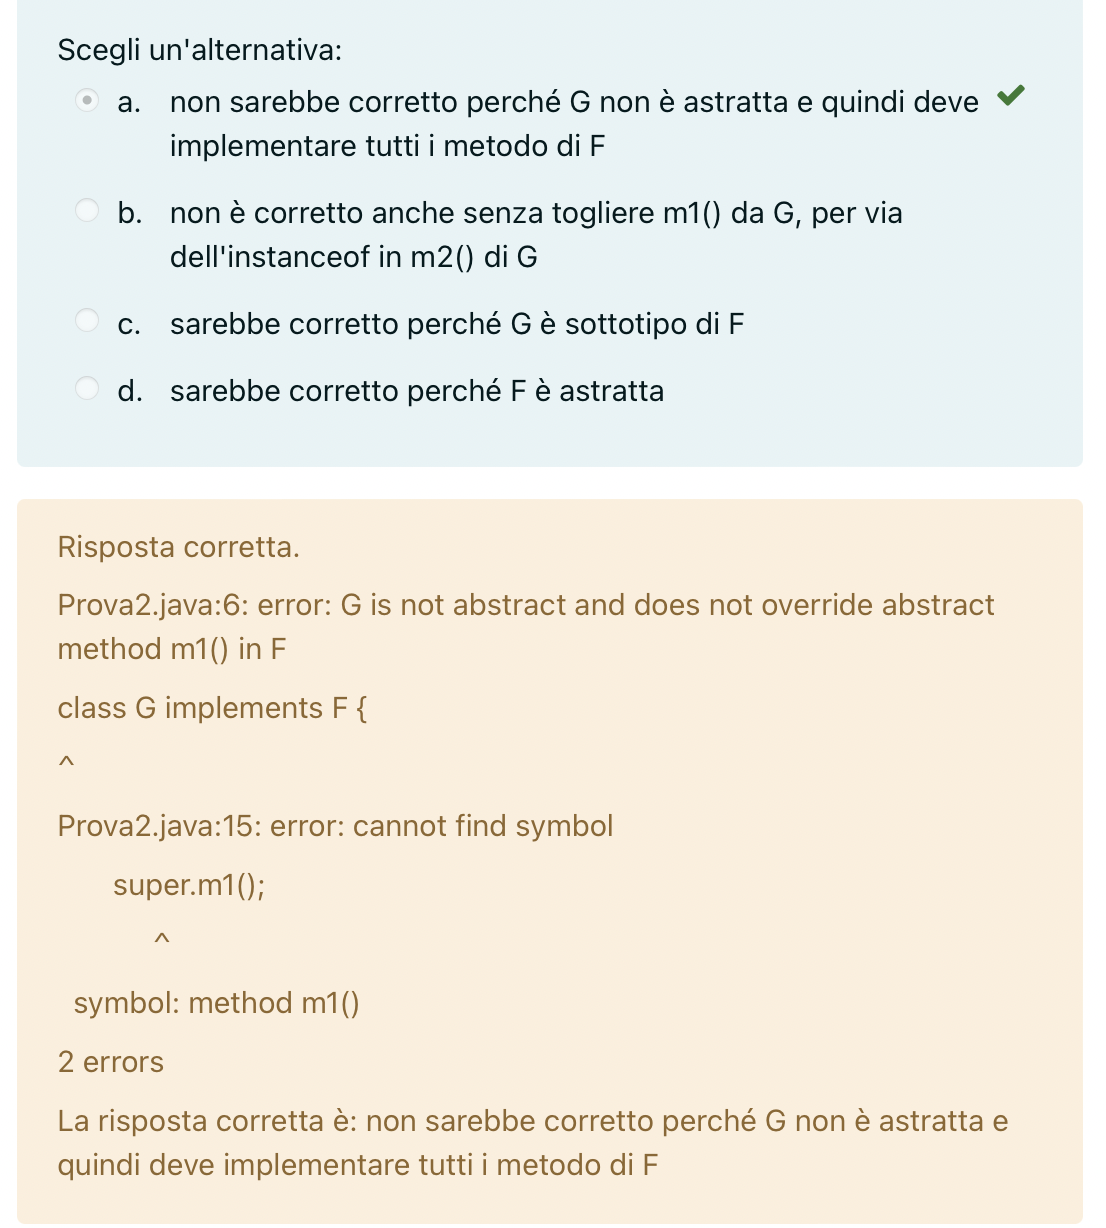 Scegli un'alternativa:
a. non sarebbe corretto perché G non è astratta e quindi deve
implementare tutti i metodo di F
b. non è corretto anche senza togliere m1() da G, per via
dell'instanceof in m2() di G
c. sarebbe corretto perché G è sottotipo di F
d. sarebbe corretto perché F è astratta
Risposta corretta.
Prova2.java:6: error: G is not abstract and does not override abstract
method m1() in F
class G implements F {
^
Prova2.java:15: error: cannot find symbol
super.m1();
^
symbol: method m1()
2 errors
La risposta corretta è: non sarebbe corretto perché G non è astratta e
quindi deve implementare tutti i metodo di F